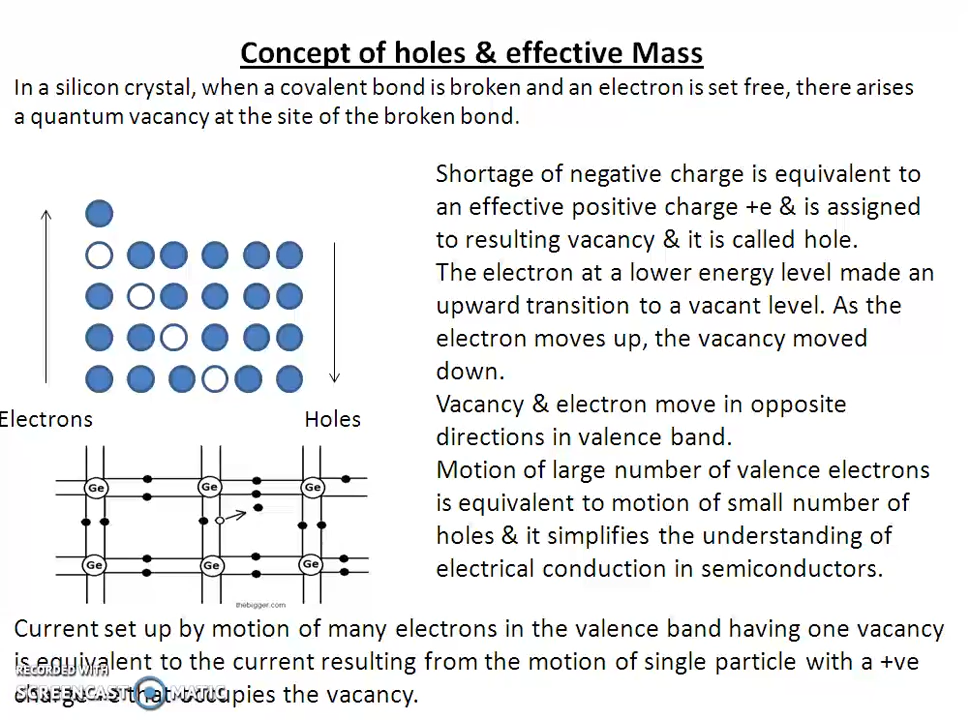 Concept of holes & effective Mass
In a silicon crystal, when a covalent bond is broken and an electron is set free, there arises
a quantum vacancy at the site of the broken bond.
Shortage of negative charge is equivalent to
an effective positive charge +e & is assigned
to resulting vacancy & it is called hole.
The electron at a lower energy level made an
upward transition to a vacant level. As the
electron moves up, the vacancy moved
down.
Vacancy & electron move in opposite
directions in valence band.
Motion of large number of valence electrons
is equivalent to motion of small number of
holes & it simplifies the understanding of
electrical conduction in semiconductors.
Electrons
Holes
Ge
Ge
Ge
Ge
Ge
Ge
thebigger.com
Current set up by motion of many electrons in the valence band having one vacancy
is equivalent to the current resulting from the motion of single particle with a +ve
charge +e that occupies the vacancy.
RECORDED WITH
SCREENCAST MATIC